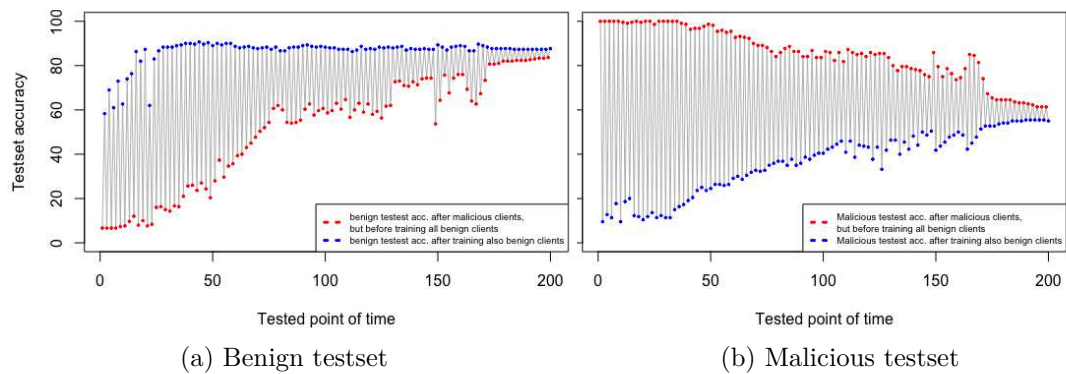 Testset accuracy
100
80
60
40
20
0
benign testest acc. after malicious clients,
but before training all benign clients
benign testest acc. after training also benign clients
0 50 100 150 200
Tested point of time
(a) Benign testset
Malicious testest acc. after malicious clients,
but before training all benign clients
Malicious testest acc. after training also benign clients
0 50 100 150 200
Tested point of time
(b) Malicious testset